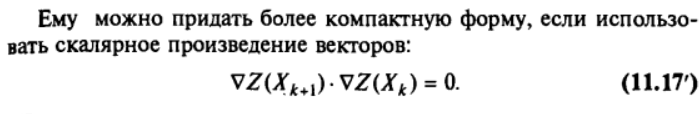 Ему можно придать более компактную форму, если использо-
вать скалярное произведение векторов:
∇Z(X_{k+1}) · ∇Z(X_k) = 0. (11.17′)